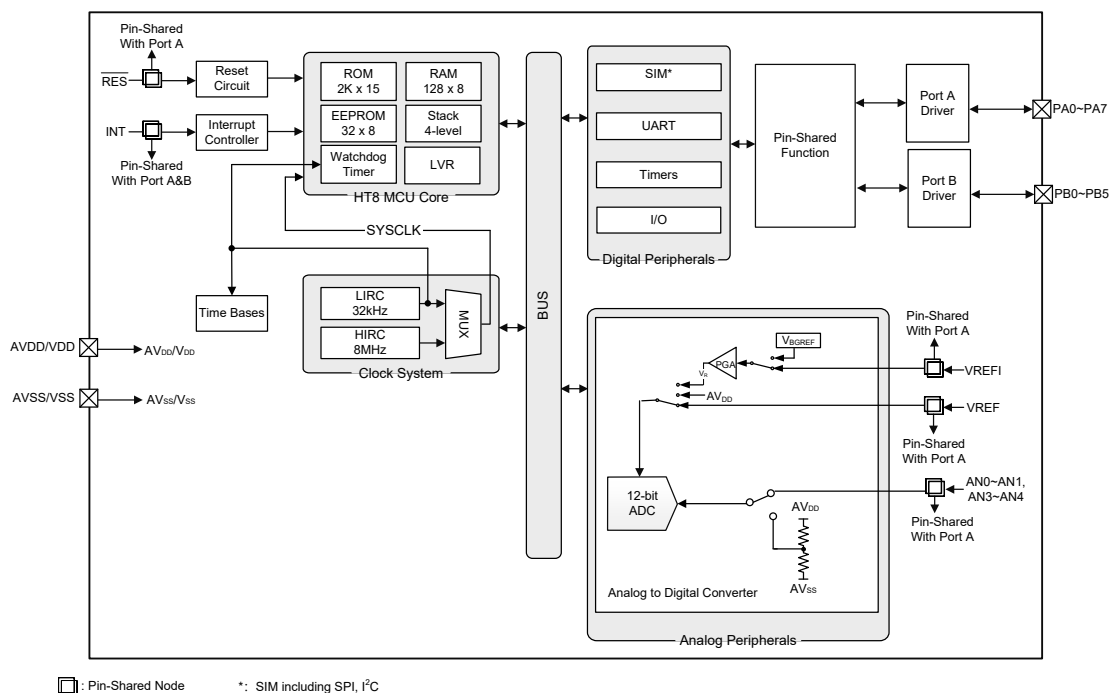 Pin-Shared
With Port A
RES
Reset
Circuit
INT
Interrupt
Controller
Pin-Shared
With Port A&B
ROM
2K x 15
RAM
128 x 8
EEPROM
32 x 8
Stack
4-level
Watchdog
Timer
LVR
HT8 MCU Core
SYSCLK
Time Bases
LIRC
32kHz
HIRC
8MHz
MUX
Clock System
AVDD/VDD
AVDD/VDD
AVSS/VSS
AVSS/VSS
BUS
SIM*
UART
Timers
I/O
Digital Peripherals
Pin-Shared
Function
Port A
Driver
PA0~PA7
Port B
Driver
PB0~PB5
VBGREF
PGA
VR
AVDD
Pin-Shared
With Port A
VREFI
VREF
Pin-Shared
With Port A
12-bit
ADC
AN0~AN1,
AN3~AN4
Pin-Shared
With Port A
AVDD
AVSS
Analog to Digital Converter
Analog Peripherals
: Pin-Shared Node
*: SIM including SPI, I²C